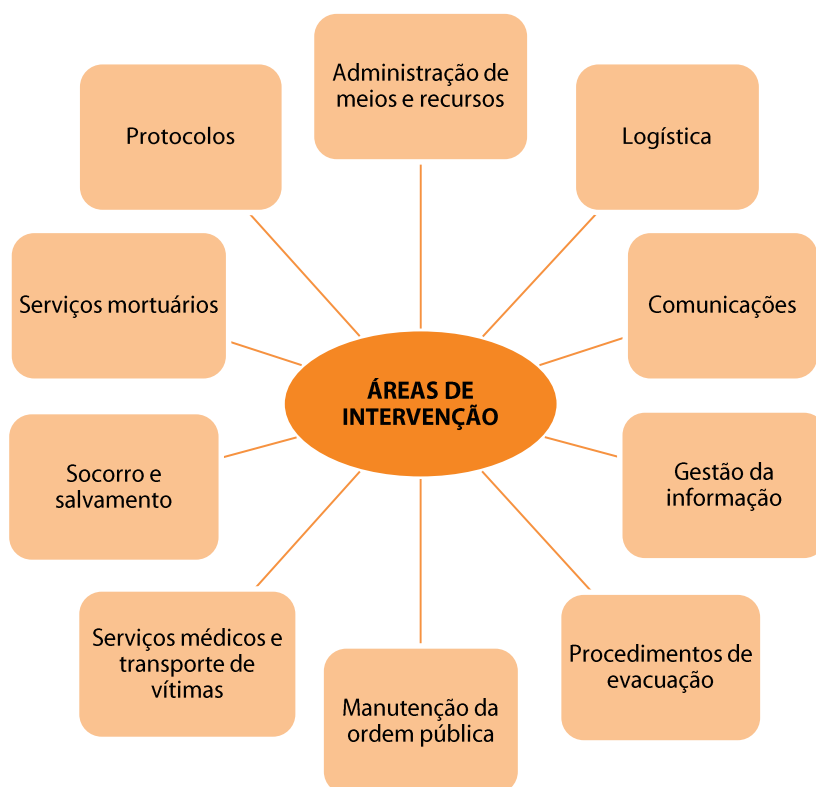 Administração de
meios e recursos
Logística
Comunicações
Gestão da
informação
Procedimentos de
evacuação
Manutenção da
ordem pública
Serviços médicos e
transporte de
vítimas
Socorro e
salvamento
Serviços mortuários
Protocolos
ÁREAS DE
INTERVENÇÃO